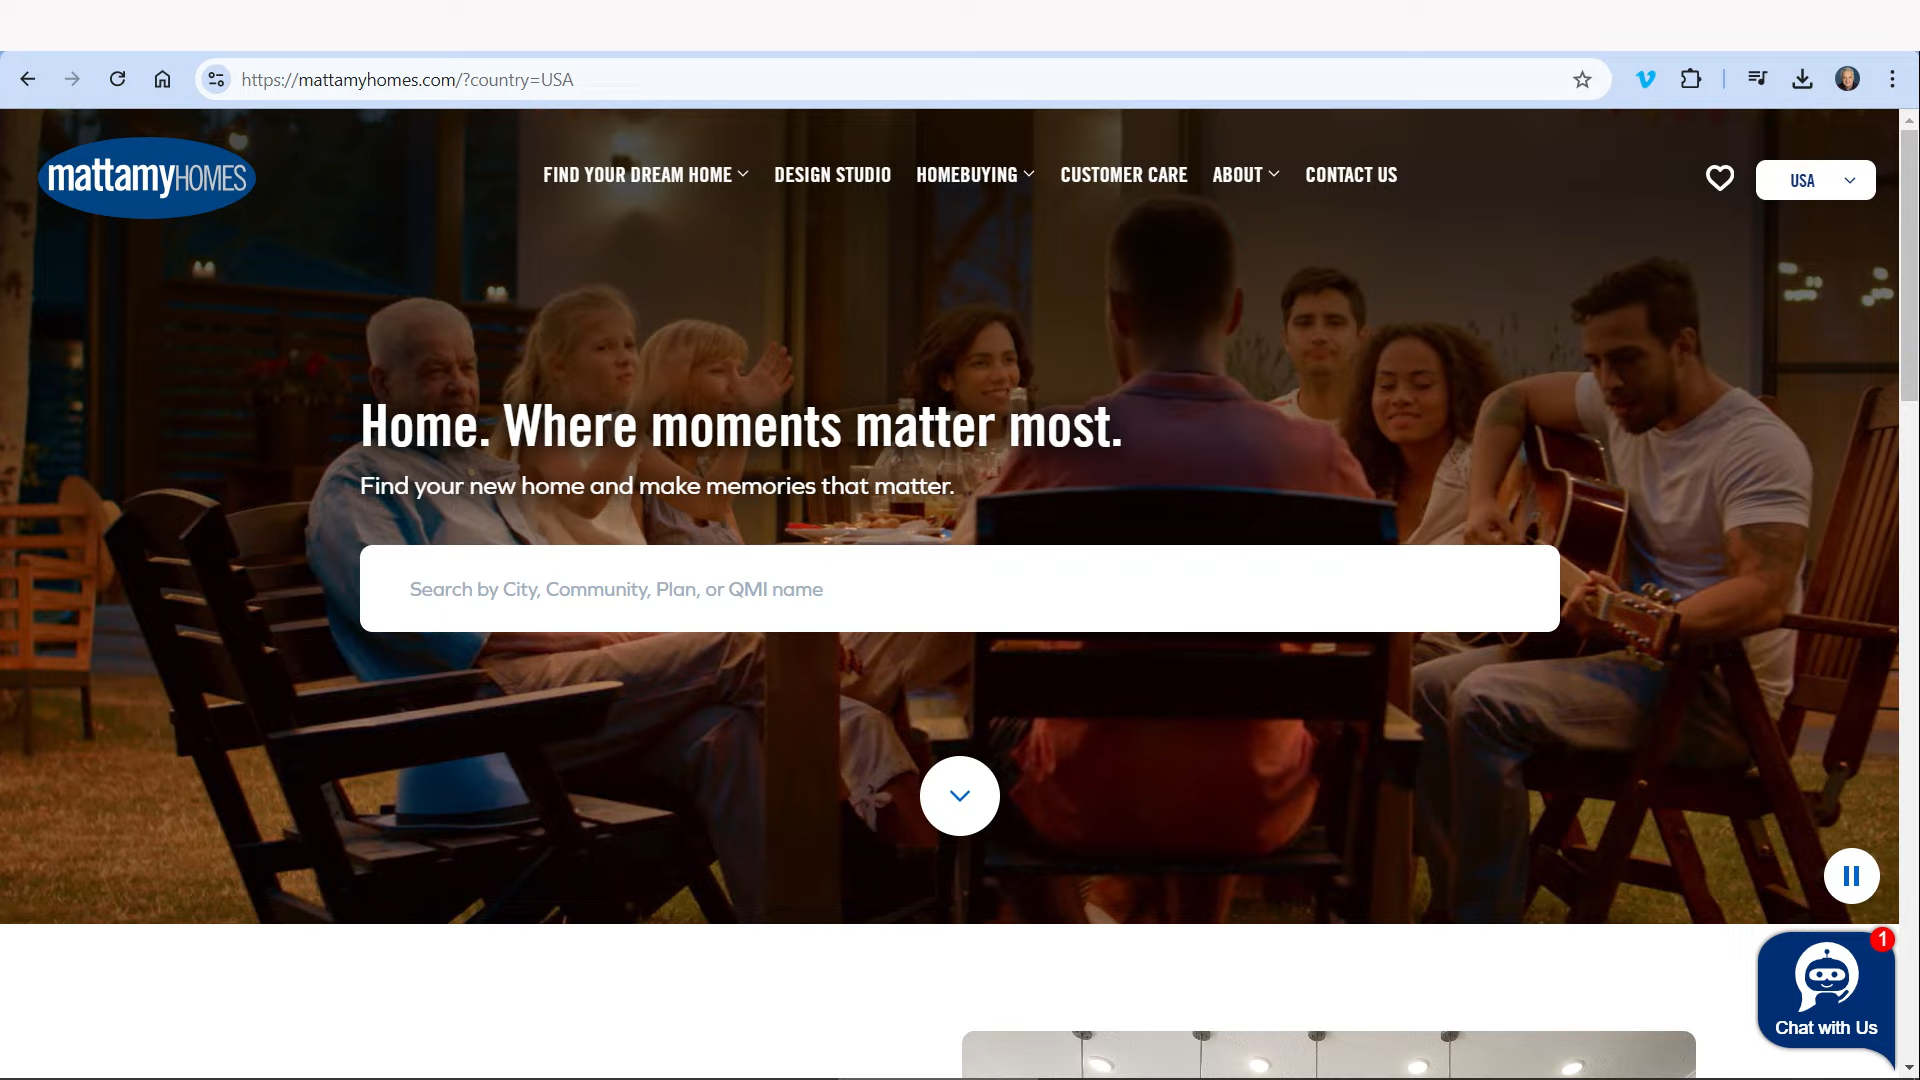 https://mattamyhomes.com/?country=USA
mattamyHOMES
FIND YOUR DREAM HOME
DESIGN STUDIO
HOMEBUYING
CUSTOMER CARE
ABOUT
CONTACT US
USA
Home. Where moments matter most.
Find your new home and make memories that matter.
Search by City, Community, Plan, or QMI name
1
Chat with Us